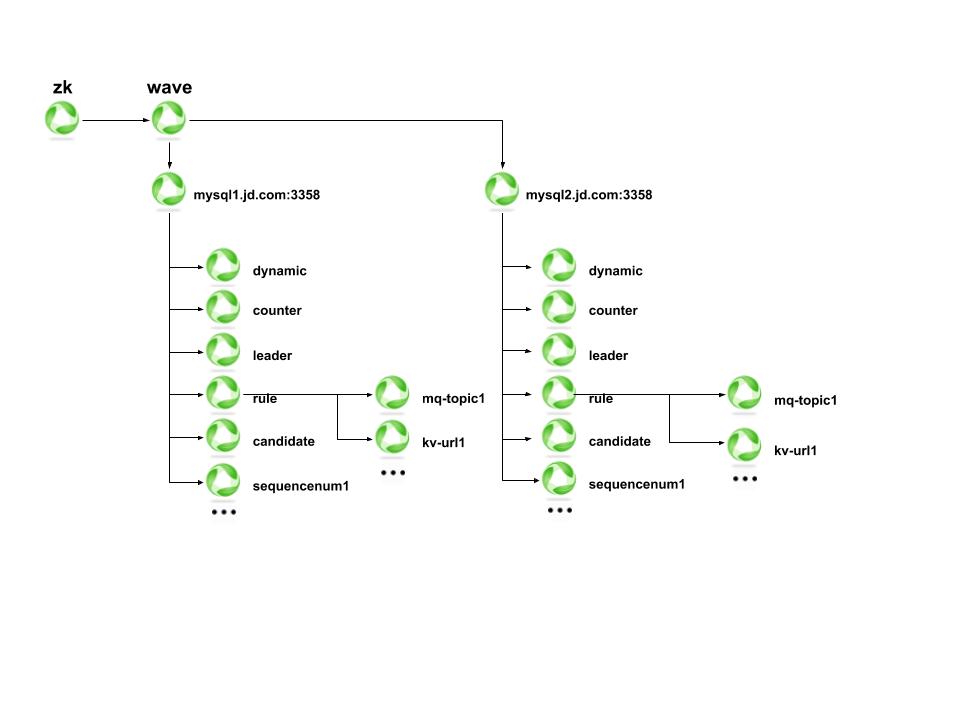 zk
wave
mysql1.jd.com:3358
dynamic
counter
leader
rule
mq-topic1
kv-url1
•••
candidate
sequencenum1
•••
mysql2.jd.com:3358
dynamic
counter
leader
rule
mq-topic1
kv-url1
•••
candidate
sequencenum1
•••